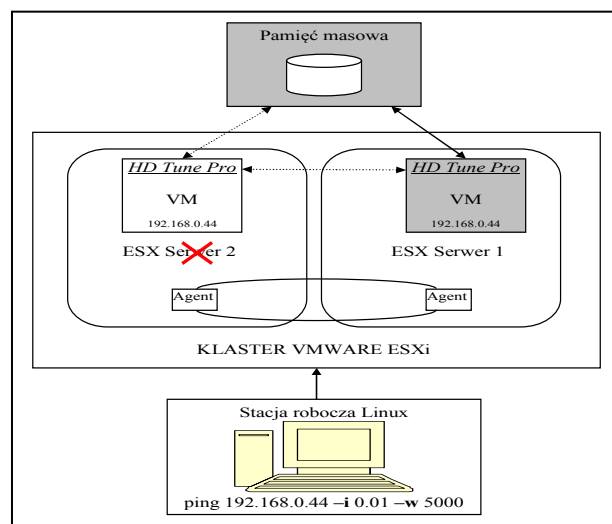 Pamięć masowa
HD Tune Pro
VM
192.168.0.44
ESX Serwer 2
HD Tune Pro
VM
192.168.0.44
ESX Serwer 1
Agent
Agent
KLASTER VMWARE ESXi
Stacja robocza Linux
ping 192.168.0.44 –i 0.01 –w 5000